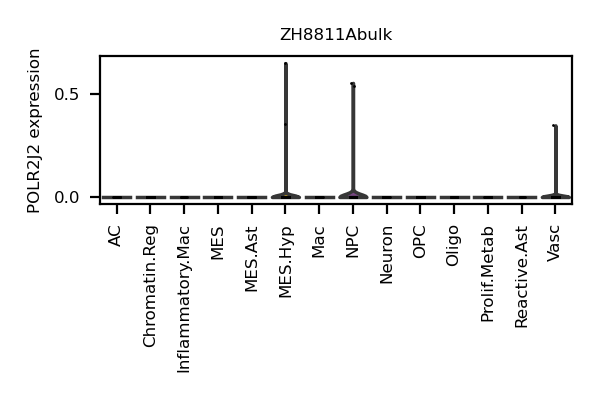 ZH8811Abulk
POLR2J2 expression
0.5
0.0
AC
Chromatin.Reg
Inflammatory.Mac
MES
MES.Ast
MES.Hyp
Mac
NPC
Neuron
OPC
Oligo
Prolif.Metab
Reactive.Ast
Vasc